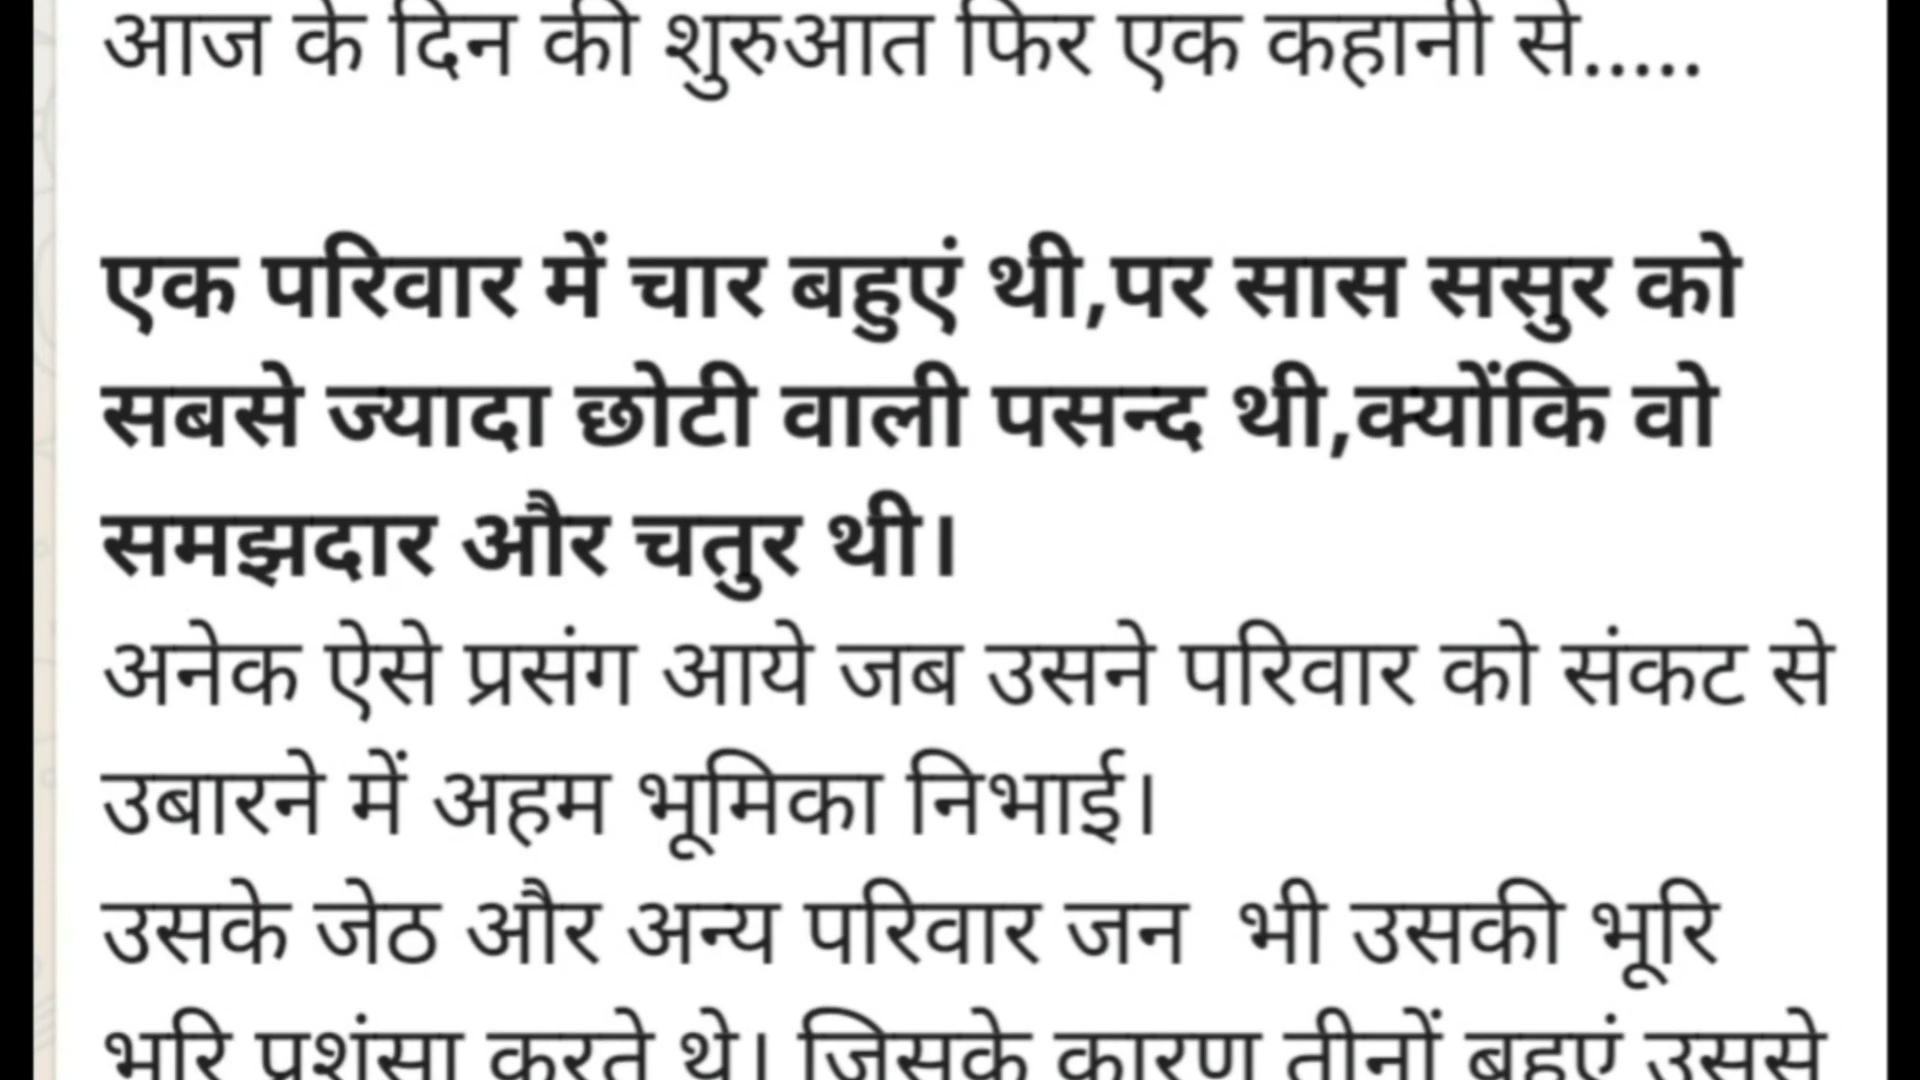 आज के दिन की शुरुआत फिर एक कहानी से.....
एक परिवार में चार बहुएं थी,पर सास ससुर को
सबसे ज्यादा छोटी वाली पसन्द थी,क्योंकि वो
समझदार और चतुर थी।
अनेक ऐसे प्रसंग आये जब उसने परिवार को संकट से
उबारने में अहम भूमिका निभाई।
उसके जेठ और अन्य परिवार जन  भी उसकी भूरि
भूरि प्रशंसा करते थे। जिसके कारण तीनों बहुएं उससे